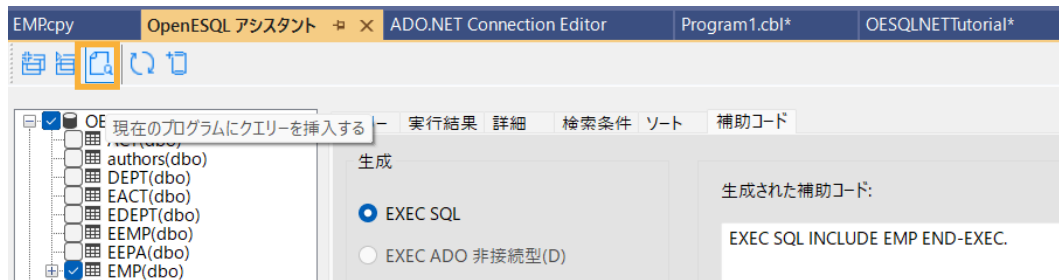 EMP.cpy OpenESQL アシスタント ADO.NET Connection Editor Program1.cbl* OESQLNETTutorial*
現在のプログラムにクエリーを挿入する
実行結果 詳細 検索条件 ソート 補助コード
authors(dbo)
DEPT(dbo)
EACT(dbo)
EDEPT(dbo)
EEMP(dbo)
EEPA(dbo)
EMP(dbo)
生成
EXEC SQL
EXEC ADO 非接続型(D)
生成された補助コード:
EXEC SQL INCLUDE EMP END-EXEC.